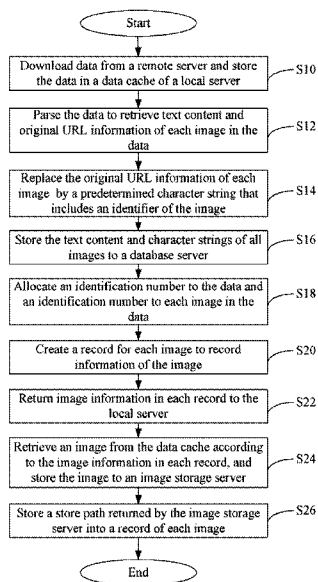 Start
Download data from a remote server and store
the data in a data cache of a local server
S10
Parse the data to retrieve text content and
original URL information of each image in the
data
S12
Replace the original URL information of each
image by a predetermined character string that
includes an identifier of the image
S14
Store the text content and character strings of all
images to a database server
S16
Allocate an identification number to the data and
an identification number to each image in the
data
S18
Create a record for each image to record
information of the image
S20
Return image information in each record to the
local server
S22
Retrieve an image from the data cache according
to the image information in each record, and
store the image to an image storage server
S24
Store a store path returned by the image storage
server into a record of each image
S26
End